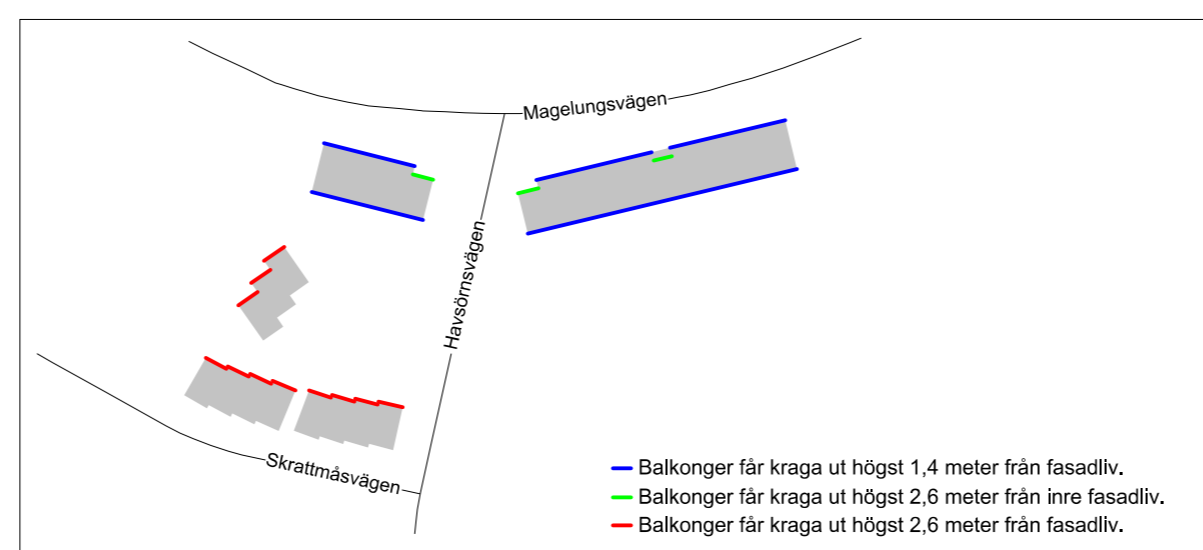 Magelungsvägen
Havsörnsvägen
Skrattmåsvägen
Balkonger får kraga ut högst 1,4 meter från fasadliv.
Balkonger får kraga ut högst 2,6 meter från inre fasadliv.
Balkonger får kraga ut högst 2,6 meter från fasadliv.